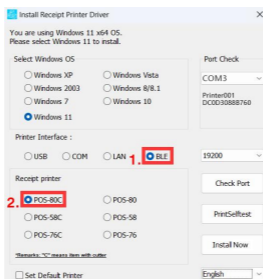 Install Receipt Printer Driver
You are using Windows 11 x64 OS.
Please select Windows 11 to install.
Select Windows OS
Port Check
Windows XP
Windows Vista
COM3
Windows 2003
Windows 8/8.1
Printer001
DC0D30888760
Windows 7
Windows 10
Windows 11
Printer Interface :
USB
COM
LAN
1.
BLE
19200
Receipt printer
Check Port
2.
POS-80C
POS-80
POS-58C
POS-58
PrintSelftest
POS-76C
POS-76
Install Now
*Remarks: "C" means item with cutter
Set Default Printer
English